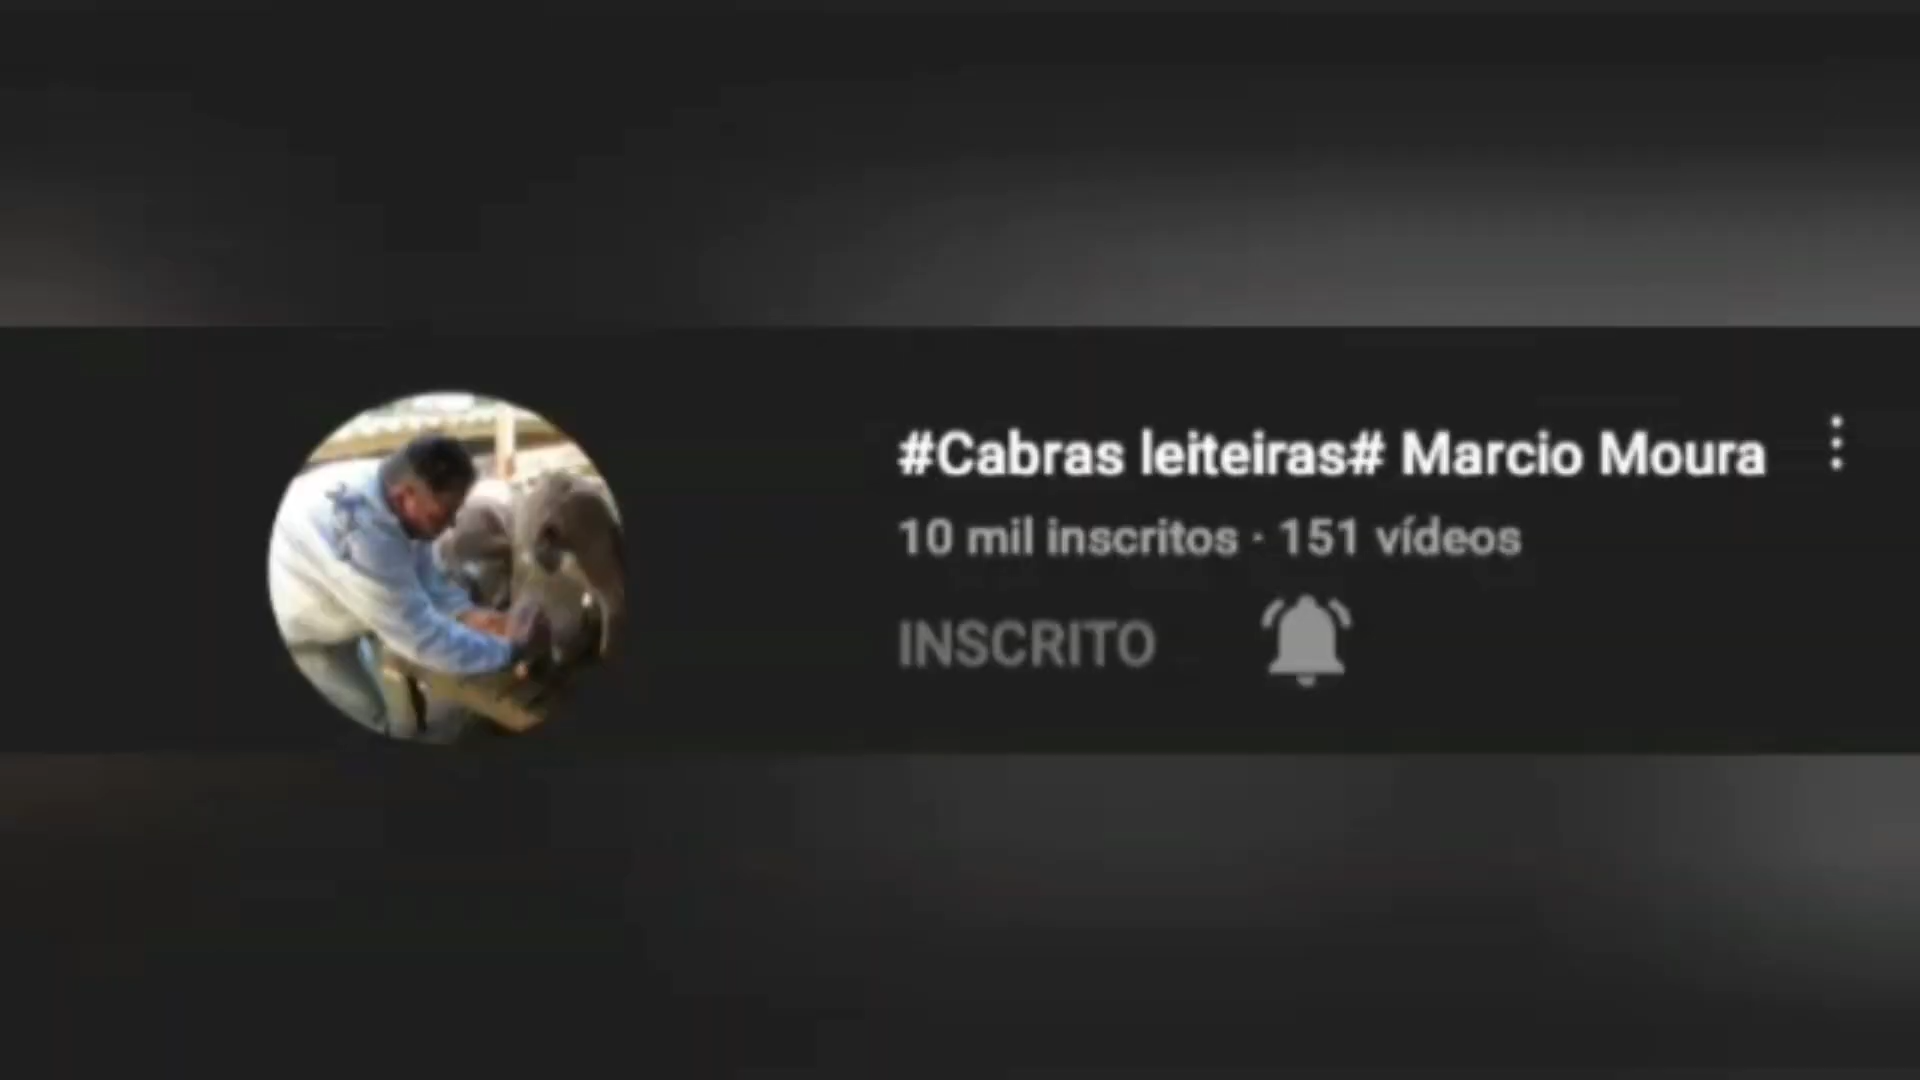 #Cabras leiteiras# Marcio Moura
10 mil inscritos · 151 vídeos
INSCRITO